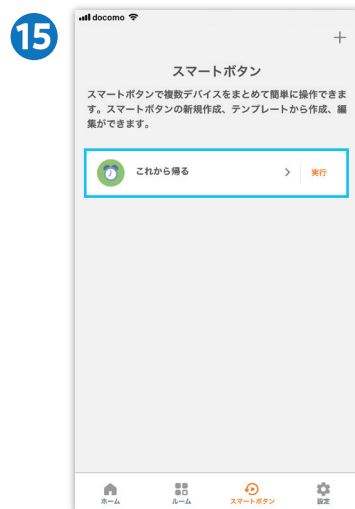 15
docomo
スマートボタン
スマートボタンで複数デバイスをまとめて簡単に操作できま
す。スマートボタンの新規作成、テンプレートから作成、編
集ができます。
これから帰る
実行
ホーム
ルーム
スマートボタン
設定